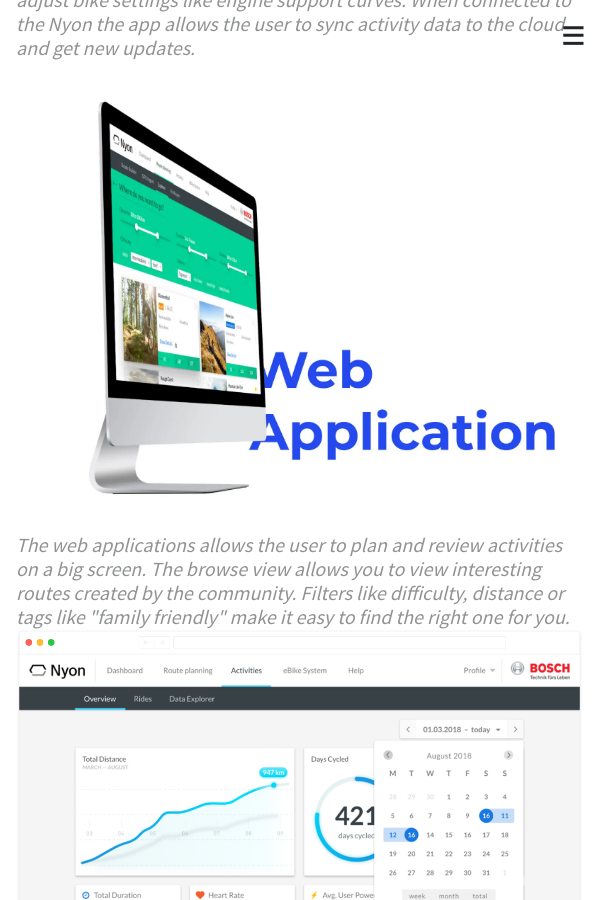 adjust bike settings like engine support curves. When connected to
the Nyon the app allows the user to sync activity data to the cloud
and get new updates.
Nyon
BOSCH
Web
Application
The web applications allows the user to plan and review activities
on a big screen. The browse view allows you to view interesting
routes created by the community. Filters like difficulty, distance or
tags like "family friendly" make it easy to find the right one for you.
Nyon Dashboard Route planning Activities eBike System Help Profile BOSCH
Technik fürs Leben
Overview Rides Data Explorer
01.03.2018 – today
Total Distance
MARCH — AUGUST
947 km
03 04 05 06 07 08 09
Days Cycled
421
days cycled
August 2018
M T W T F S S
28 29 30 1 2 3 4
5 6 7 8 9 16 11
12 16 14 15 16 17 18
19 20 21 22 23 24 25
26 27 28 29 30 31 1
week month total
Total Duration Heart Rate Avg. User Power